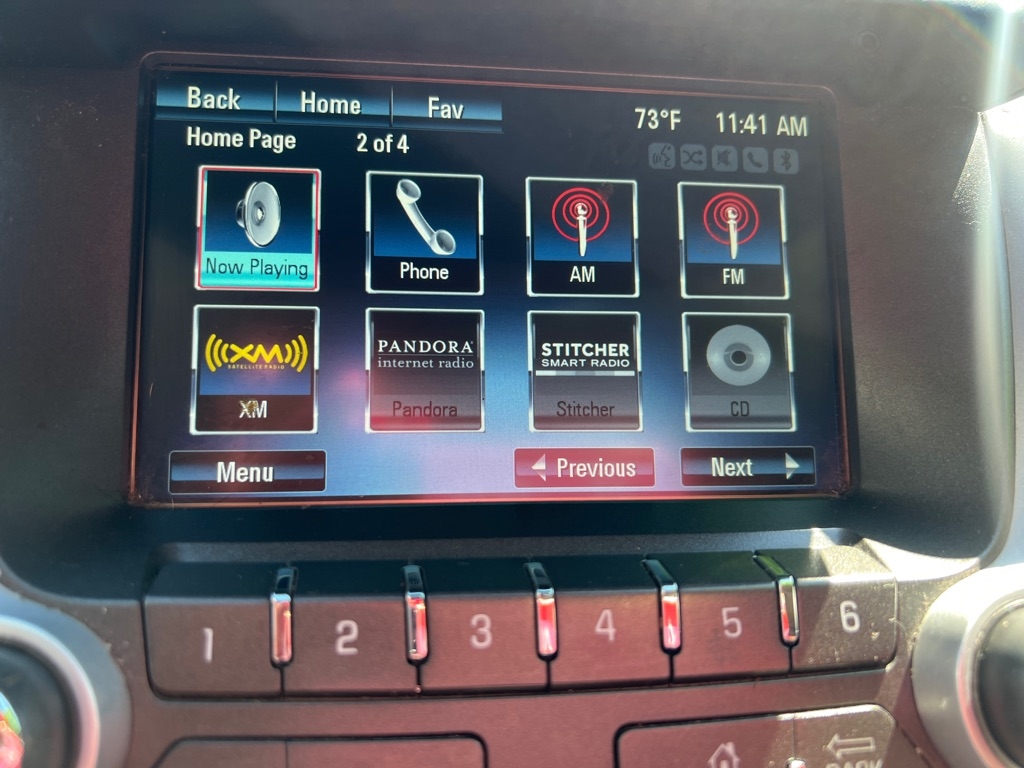 Back Home Fav
73°F 11:41 AM
Home Page 2 of 4
Now Playing
Phone
AM
FM
XM
SATELLITE RADIO
XM
PANDORA
internet radio
Pandora
STITCHER
SMART RADIO
Stitcher
CD
Menu Previous Next
1 2 3 4 5 6
BACK